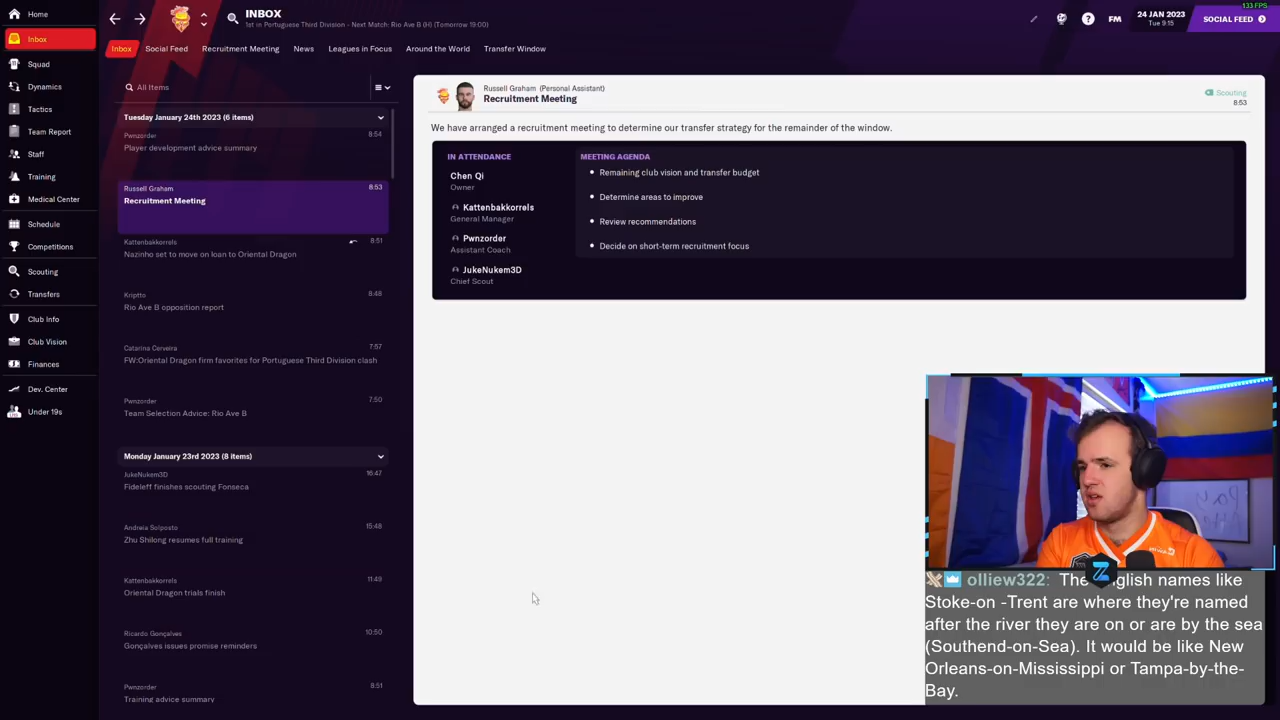 133 FPS
Home
INBOX
1st in Portuguese Third Division - Next Match: Rio Ave B (H) (Tomorrow 19:00)
FM
24 JAN 2023
Tue 9:15
SOCIAL FEED
Inbox
Inbox
Social Feed
Recruitment Meeting
News
Leagues in Focus
Around the World
Transfer Window
Squad
Dynamics
Tactics
Team Report
Staff
Training
Medical Center
Schedule
Competitions
Scouting
Transfers
Club Info
Club Vision
Finances
Dev. Center
Under 19s
All Items
Tuesday January 24th 2023 (6 items)
Pwnzorder
8:54
Player development advice summary
Russell Graham
8:53
Recruitment Meeting
Kattenbakkorrels
8:51
Nazinho set to move on loan to Oriental Dragon
Kriptto
8:48
Rio Ave B opposition report
Catarina Cerveira
7:57
FW:Oriental Dragon firm favorites for Portuguese Third Division clash
Pwnzorder
7:50
Team Selection Advice: Rio Ave B
Monday January 23rd 2023 (8 items)
JukeNukem3D
16:47
Fideleff finishes scouting Fonseca
Andreia Solposto
15:48
Zhu Shilong resumes full training
Kattenbakkorrels
11:49
Oriental Dragon trials finish
Ricardo Gonçalves
10:50
Gonçalves issues promise reminders
Pwnzorder
8:51
Training advice summary
Russell Graham (Personal Assistant)
Recruitment Meeting
Scouting
8:53
We have arranged a recruitment meeting to determine our transfer strategy for the remainder of the window.
IN ATTENDANCE
Chen Qi
Owner
Kattenbakkorrels
General Manager
Pwnzorder
Assistant Coach
JukeNukem3D
Chief Scout
MEETING AGENDA
Remaining club vision and transfer budget
Determine areas to improve
Review recommendations
Decide on short-term recruitment focus
olliew322: The English names like
Stoke-on -Trent are where they're named
after the river they are on or are by the sea
(Southend-on-Sea). It would be like New
Orleans-on-Mississippi or Tampa-by-the-
Bay.